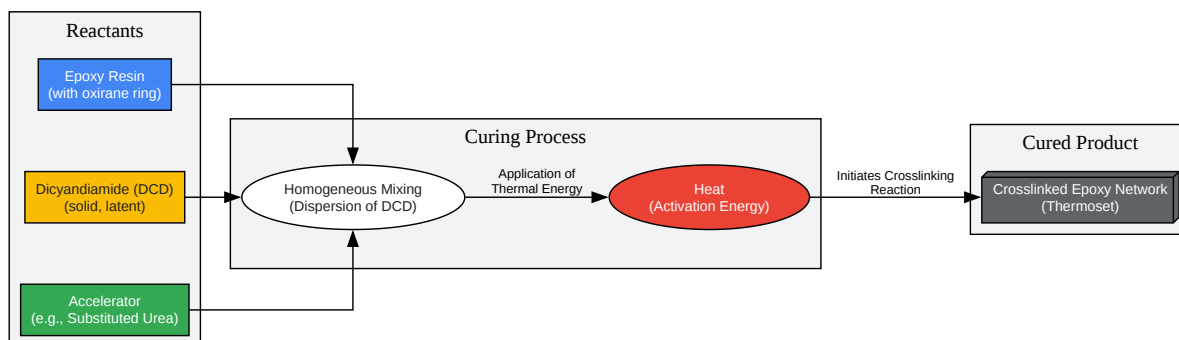 Reactants
Epoxy Resin
(with oxirane ring)
Dicyandiamide (DCD)
(solid, latent)
Accelerator
(e.g., Substituted Urea)
Curing Process
Homogeneous Mixing
(Dispersion of DCD)
Application of
Thermal Energy
Heat
(Activation Energy)
Initiates Crosslinking
Reaction
Cured Product
Crosslinked Epoxy Network
(Thermoset)